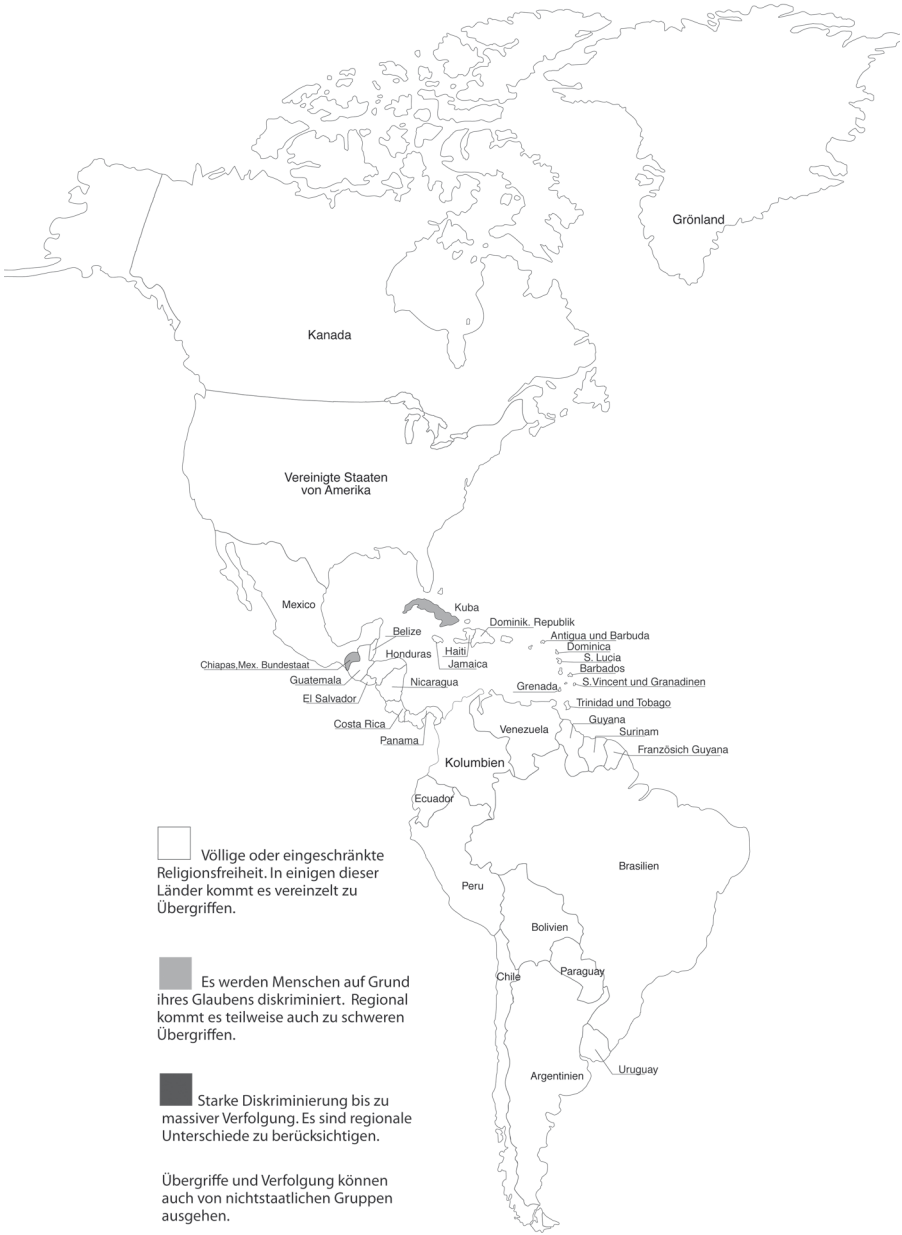 Grönland
Kanada
Vereinigte Staaten
von Amerika
Mexico
Kuba
Dominik. Republik
Belize
Antigua und Barbuda
Dominica
Honduras
Haiti
S. Lucia
Jamaica
Barbados
Chiapas,Mex. Bundestaat
Guatemala
Nicaragua
Grenada
S.Vincent und Granadinen
El Salvador
Trinidad und Tobago
Costa Rica
Guyana
Venezuela
Surinam
Panama
Französich Guyana
Kolumbien
Ecuador
Brasilien
Peru
Bolivien
Chile
Paraguay
Uruguay
Argentinien
Völlige oder eingeschränkte
Religionsfreiheit. In einigen dieser
Länder kommt es vereinzelt zu
Übergriffen.
Es werden Menschen auf Grund
ihres Glaubens diskriminiert. Regional
kommt es teilweise auch zu schweren
Übergriffen.
Starke Diskriminierung bis zu
massiver Verfolgung. Es sind regionale
Unterschiede zu berücksichtigen.
Übergriffe und Verfolgung können
auch von nichtstaatlichen Gruppen
ausgehen.